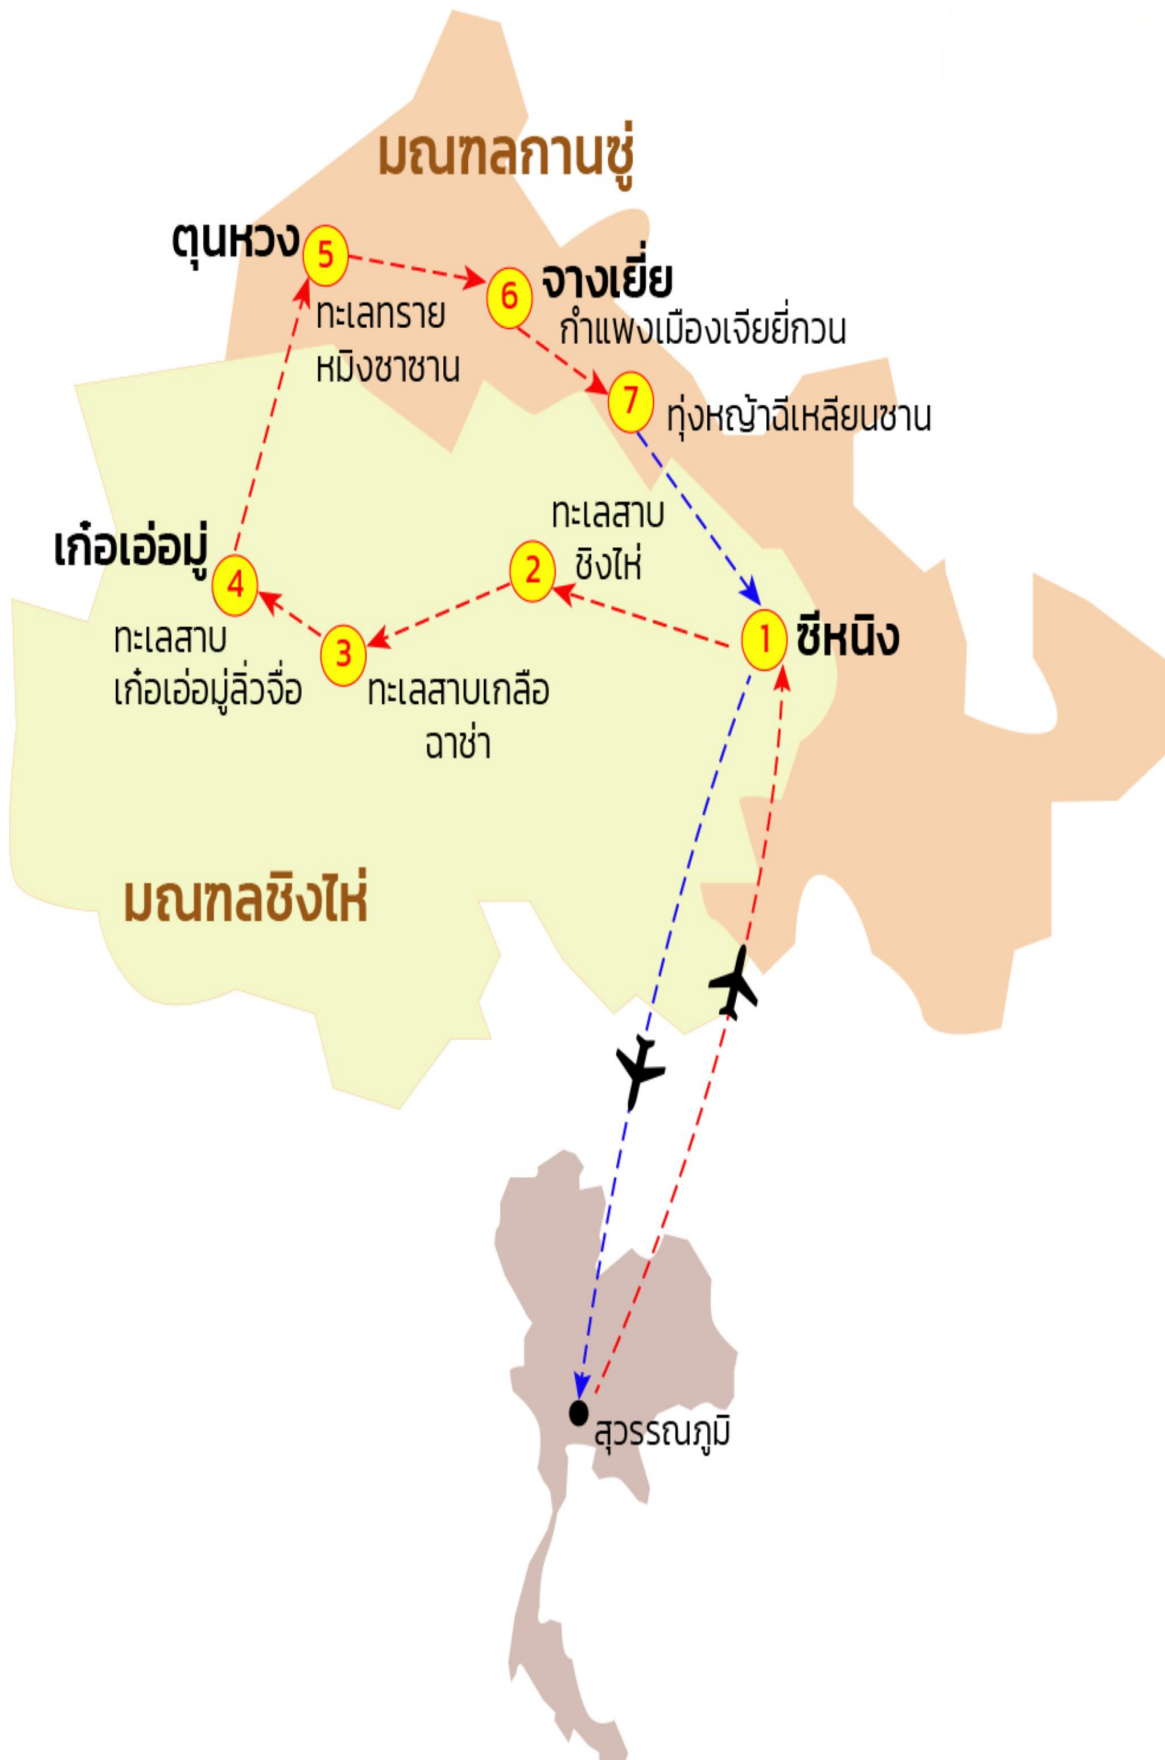 มณฑลกานซู่
ตุนหวง
5
ทะเลทราย
หมิงซาซาน
6
จางเยี่ย
กำแพงเมืองเจียยี่กวน
7
ทุ่งหญ้าฉีเหลียนซาน
ทะเลสาบ
ชิงไห่
2
เก๋อเอ่อมู่
4
ทะเลสาบ
เก๋อเอ่อมู่ลิ่วจื่อ
3
ทะเลสาบเกลือ
ฉาช่า
1
ซีหนิง
มณฑลชิงไห่
สุวรรณภูมิ